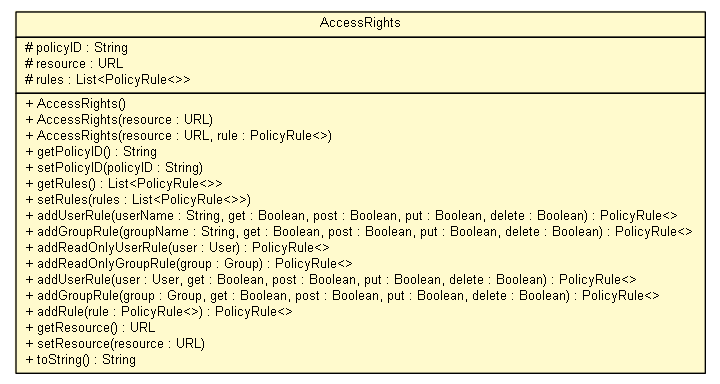 AccessRights
# policyID : String
# resource : URL
# rules : List<PolicyRule<>>
+ AccessRights()
+ AccessRights(resource : URL)
+ AccessRights(resource : URL, rule : PolicyRule<>)
+ getPolicyID() : String
+ setPolicyID(policyID : String)
+ getRules() : List<PolicyRule<>>
+ setRules(rules : List<PolicyRule<>>)
+ addUserRule(userName : String, get : Boolean, post : Boolean, put : Boolean, delete : Boolean) : PolicyRule<>
+ addGroupRule(groupName : String, get : Boolean, post : Boolean, put : Boolean, delete : Boolean) : PolicyRule<>
+ addReadOnlyUserRule(user : User) : PolicyRule<>
+ addReadOnlyGroupRule(group : Group) : PolicyRule<>
+ addUserRule(user : User, get : Boolean, post : Boolean, put : Boolean, delete : Boolean) : PolicyRule<>
+ addGroupRule(group : Group, get : Boolean, post : Boolean, put : Boolean, delete : Boolean) : PolicyRule<>
+ addRule(rule : PolicyRule<>) : PolicyRule<>
+ getResource() : URL
+ setResource(resource : URL)
+ toString() : String